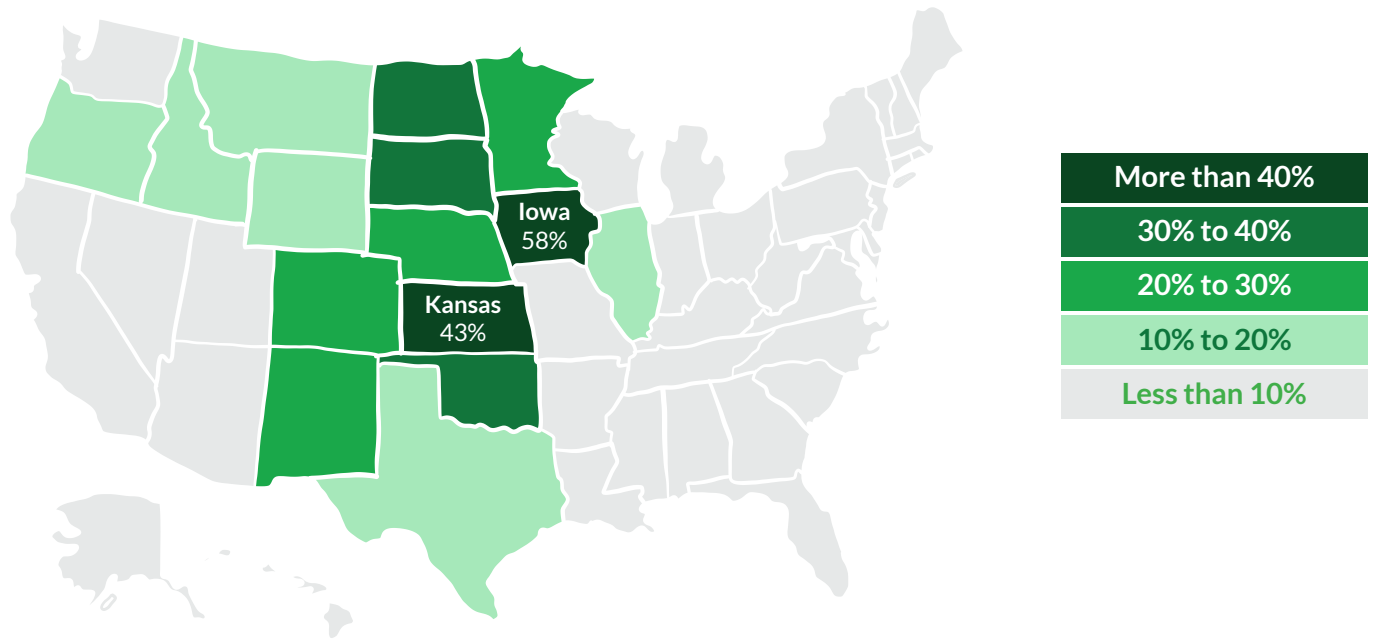 Iowa
58%
Kansas
43%
More than 40%
30% to 40%
20% to 30%
10% to 20%
Less than 10%